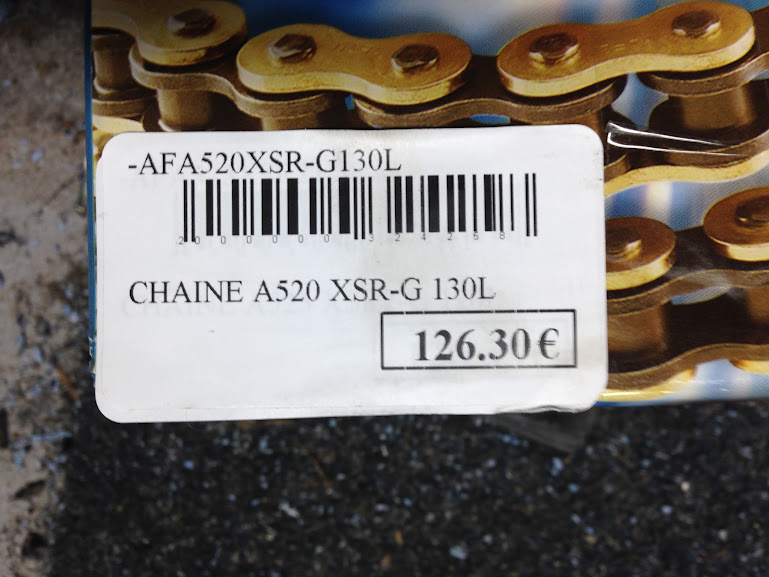 -AFA520XSR-G130L
2000000324258
CHAINE A520 XSR-G 130L
126.30€